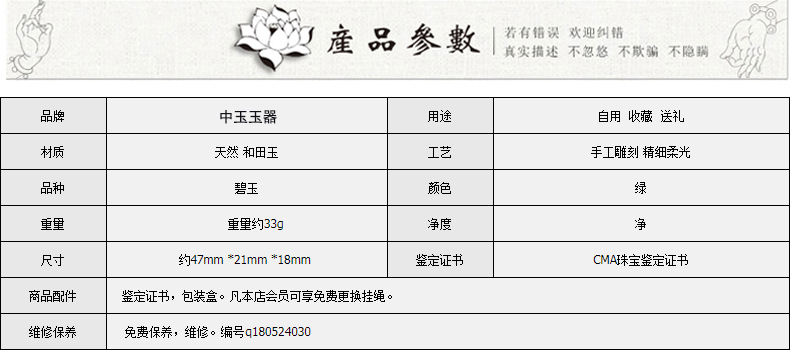 産品參數
若有错误 欢迎纠错
真实描述 不忽悠 不欺骗 不隐瞒
品牌 中玉玉器 用途 自用 收藏 送礼
材质 天然 和田玉 工艺 手工雕刻 精细柔光
品种 碧玉 颜色 绿
重量 重量约33g 净度 净
尺寸 约47mm *21mm *18mm 鉴定证书 CMA珠宝鉴定证书
商品配件 鉴定证书，包装盒。凡本店会员可享免费更换挂绳。
维修保养 免费保养，维修。编号q180524030